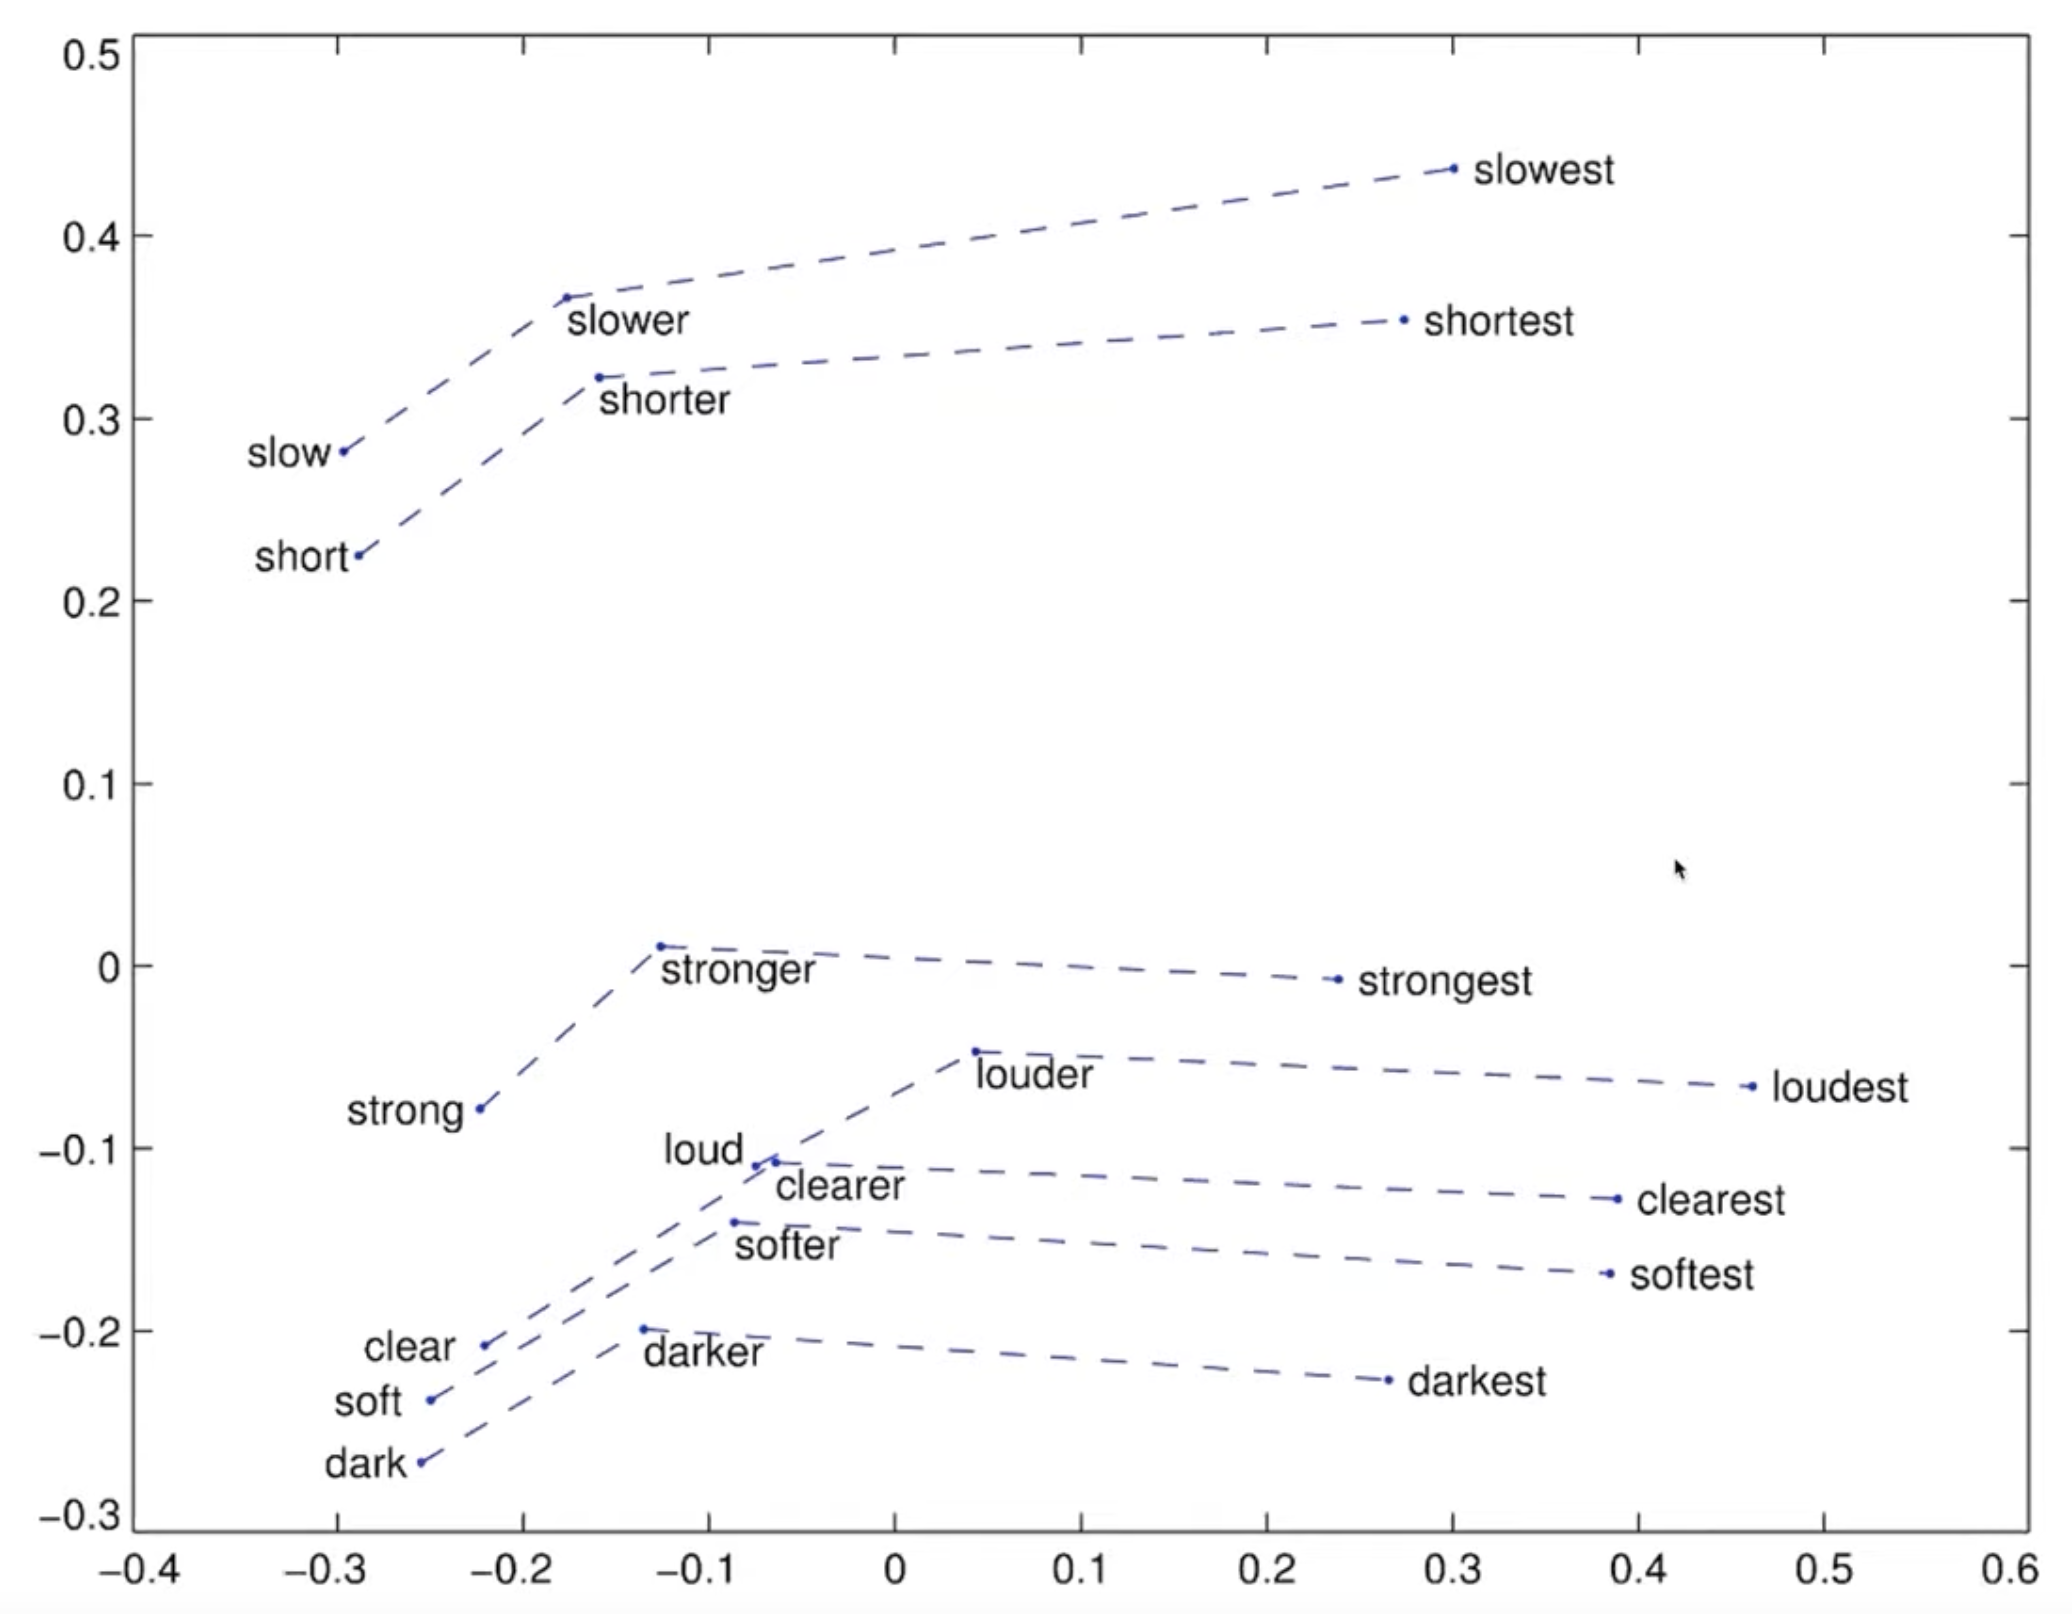 0.5
slowest
0.4
slower
shortest
shorter
0.3
slow
short
0.2
0.1
0
stronger
strongest
louder
loudest
strong
−0.1
loud
clearer
clearest
softer
softest
−0.2
clear
darker
darkest
soft
dark
−0.3
−0.4 −0.3 −0.2 −0.1 0 0.1 0.2 0.3 0.4 0.5 0.6